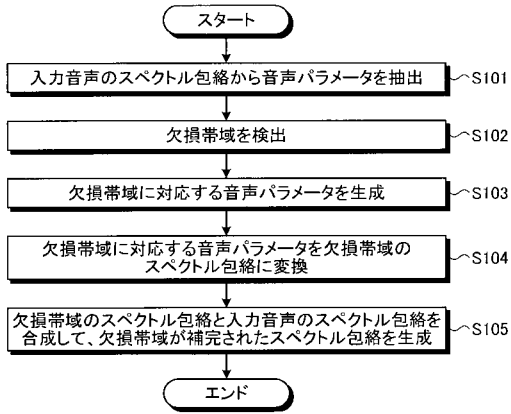 スタート
入力音声のスペクトル包絡から音声パラメータを抽出
S101
欠損帯域を検出
S102
欠損帯域に対応する音声パラメータを生成
S103
欠損帯域に対応する音声パラメータを欠損帯域の
スペクトル包絡に変換
S104
欠損帯域のスペクトル包絡と入力音声のスペクトル包絡を
合成して、欠損帯域が補完されたスペクトル包絡を生成
S105
エンド